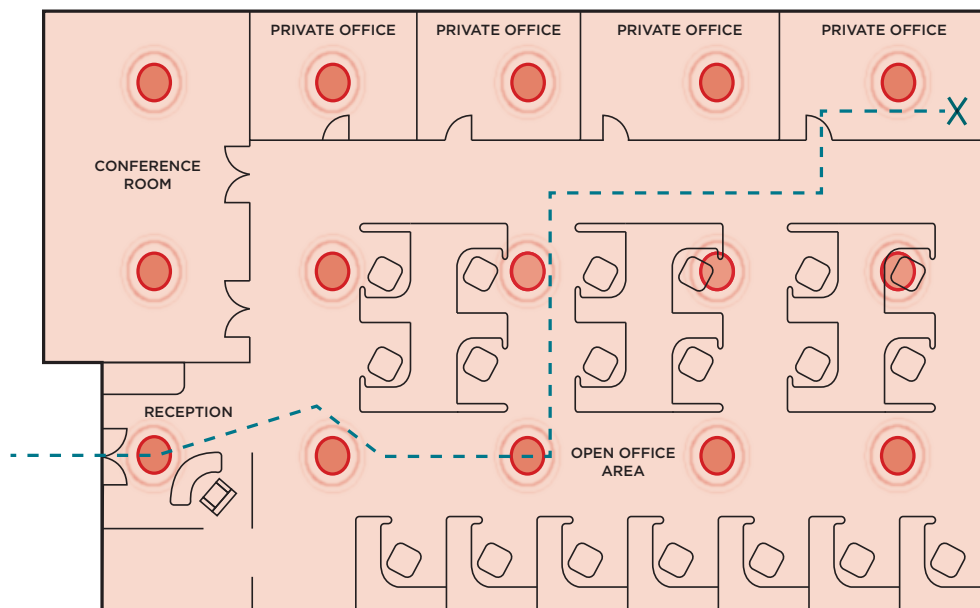 PRIVATE OFFICE
PRIVATE OFFICE
PRIVATE OFFICE
PRIVATE OFFICE
CONFERENCE
ROOM
RECEPTION
OPEN OFFICE
AREA